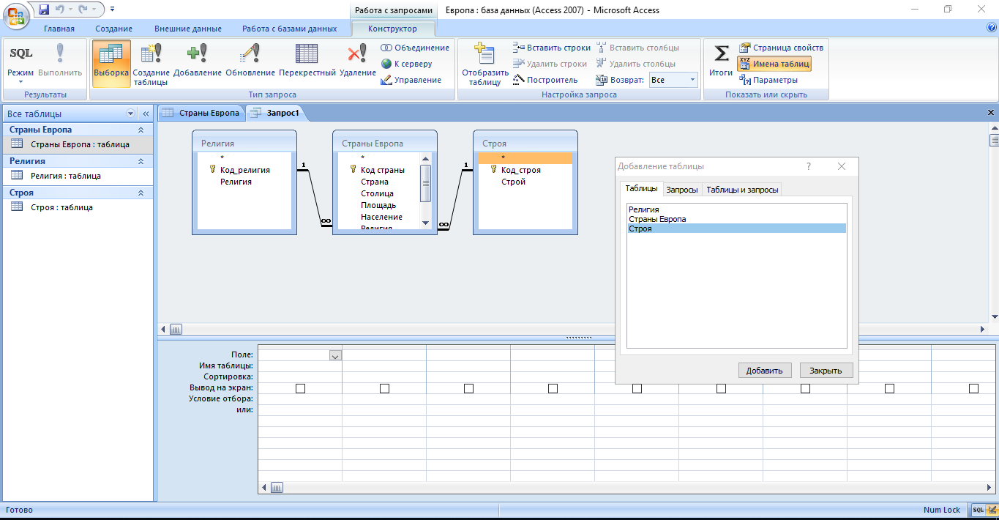 Работа с запросами
Европа : база данных (Access 2007) - Microsoft Access
Главная
Создание
Внешние данные
Работа с базами данных
Конструктор
SQL
Режим
Выполнить
Результаты
Выборка
Создание таблицы
Добавление
Обновление
Перекрестный
Удаление
Объединение
К серверу
Управление
Тип запроса
Отобразить таблицу
Вставить строки
Удалить строки
Построитель
Вставить столбцы
Удалить столбцы
Возврат: Все
Настройка запроса
Итоги
Страница свойств
XYZ Имена таблиц
Параметры
Показать или скрыть
Все таблицы
Страны Европа
Страны Европа : таблица
Религия
Религия : таблица
Строя
Строя : таблица
Страны Европа
Запрос1
Религия
*
Код_религия
Религия
1
∞
Страны Европа
*
Код страны
Страна
Столица
Площадь
Население
Религия
∞
1
Строя
*
Код_строя
Строй
Добавление таблицы
?
Таблицы
Запросы
Таблицы и запросы
Религия
Страны Европа
Строя
Добавить
Закрыть
Поле:
Имя таблицы:
Сортировка:
Вывод на экран:
Условие отбора:
или:
Готово
Num Lock
SQL